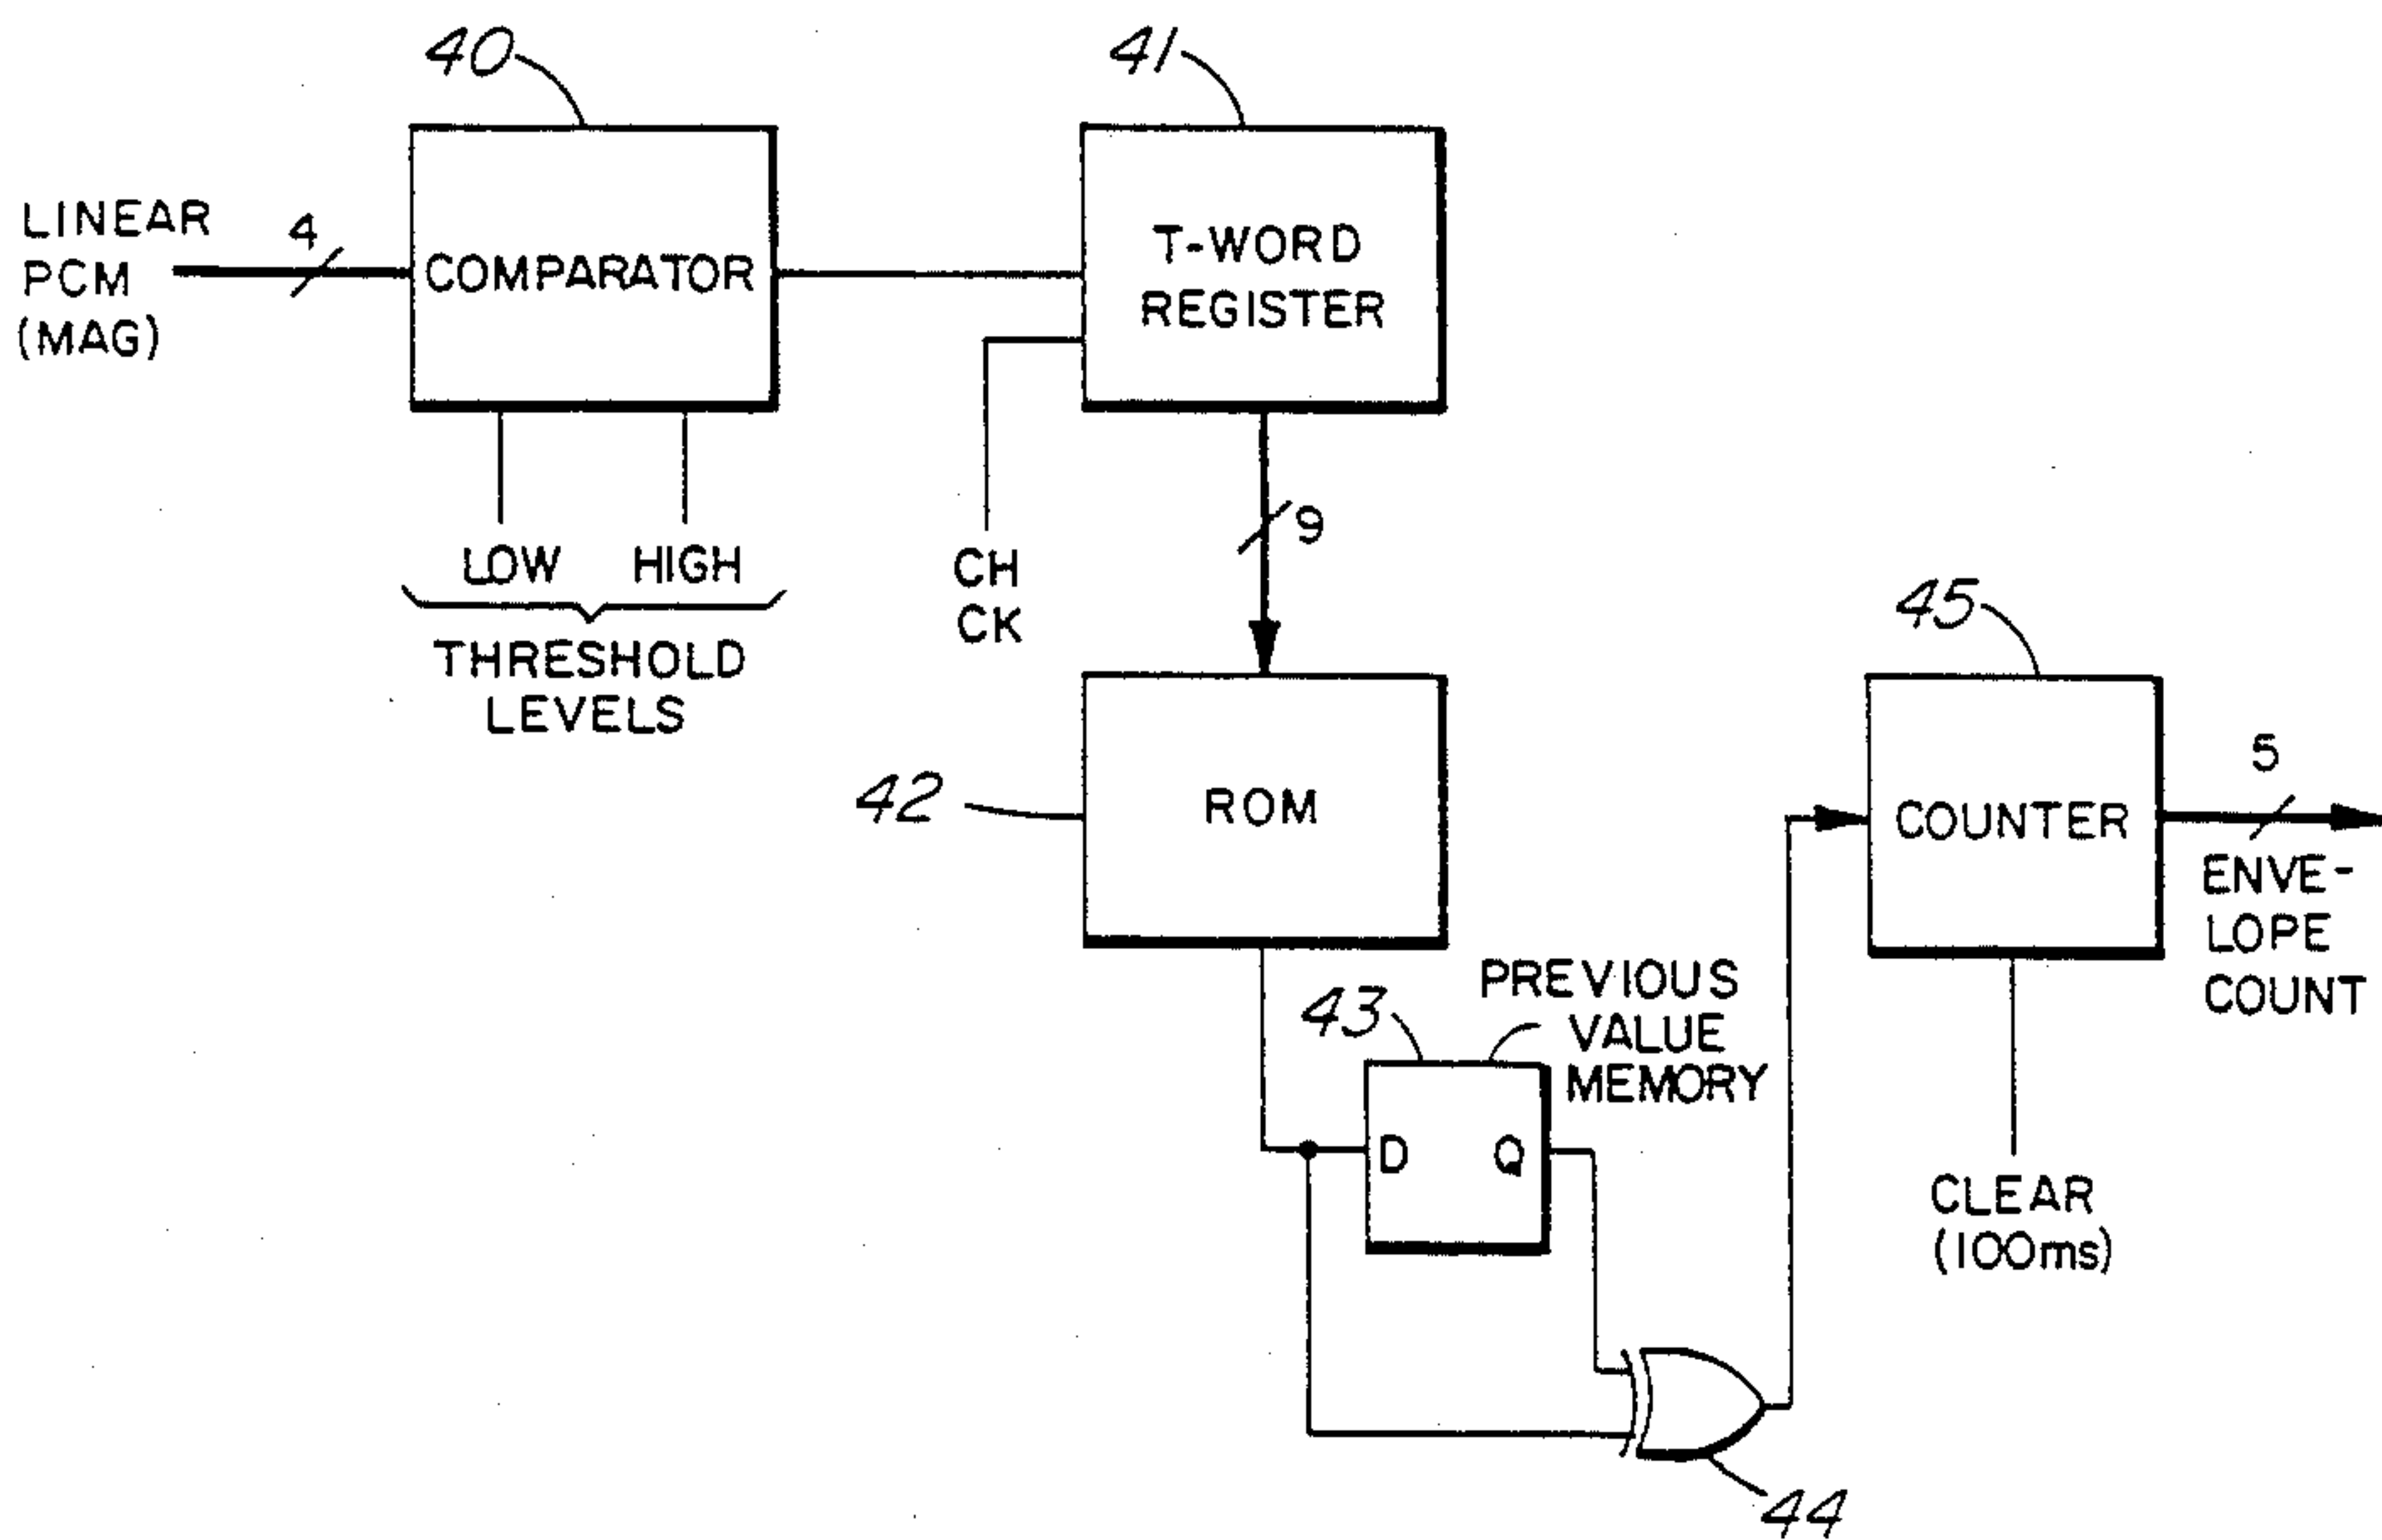 40
41
LINEAR
PCM
(MAG)
4
COMPARATOR
T-WORD
REGISTER
LOW
HIGH
THRESHOLD
LEVELS
CH
CK
9
42
ROM
45
COUNTER
5
ENVE-
LOPE
COUNT
43
PREVIOUS
VALUE
MEMORY
D
Q
CLEAR
(100ms)
44